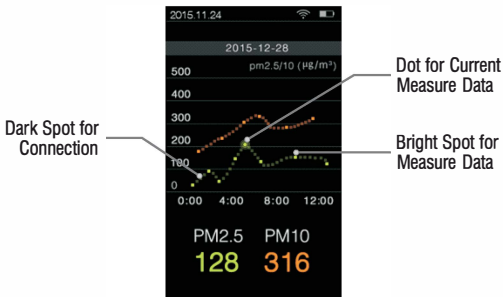 2015.11.24
2015-12-28
pm2.5/10 (μg/m³)
500
400
300
200
100
0
0:00 4:00 8:00 12:00
PM2.5 PM10
128 316
Dark Spot for
Connection
Dot for Current
Measure Data
Bright Spot for
Measure Data